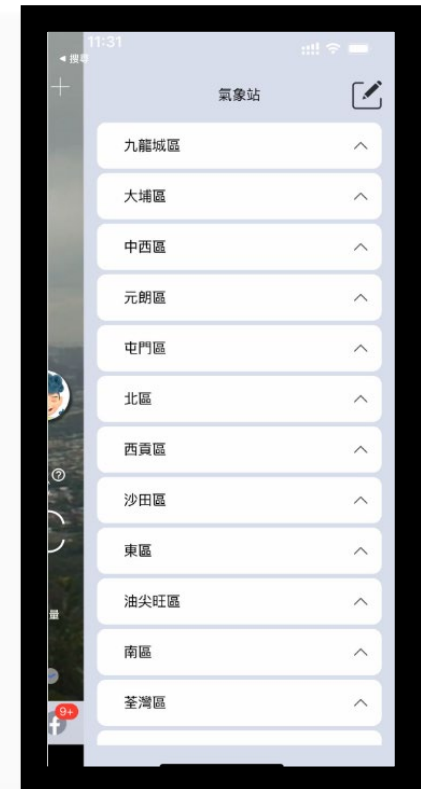 11:31
◀ 搜尋
氣象站
九龍城區
大埔區
中西區
元朗區
屯門區
北區
西貢區
沙田區
東區
油尖旺區
量
南區
荃灣區
9+